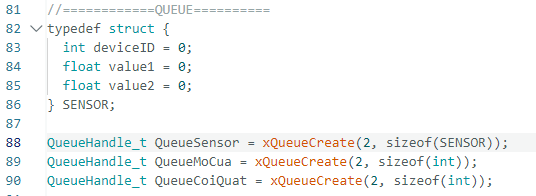 81 //============QUEUE==========
82 typedef struct {
83 int deviceID = 0;
84 float value1 = 0;
85 float value2 = 0;
86 } SENSOR;
87
88 QueueHandle_t QueueSensor = xQueueCreate(2, sizeof(SENSOR));
89 QueueHandle_t QueueMoCua = xQueueCreate(2, sizeof(int));
90 QueueHandle_t QueueCoiQuat = xQueueCreate(2, sizeof(int));